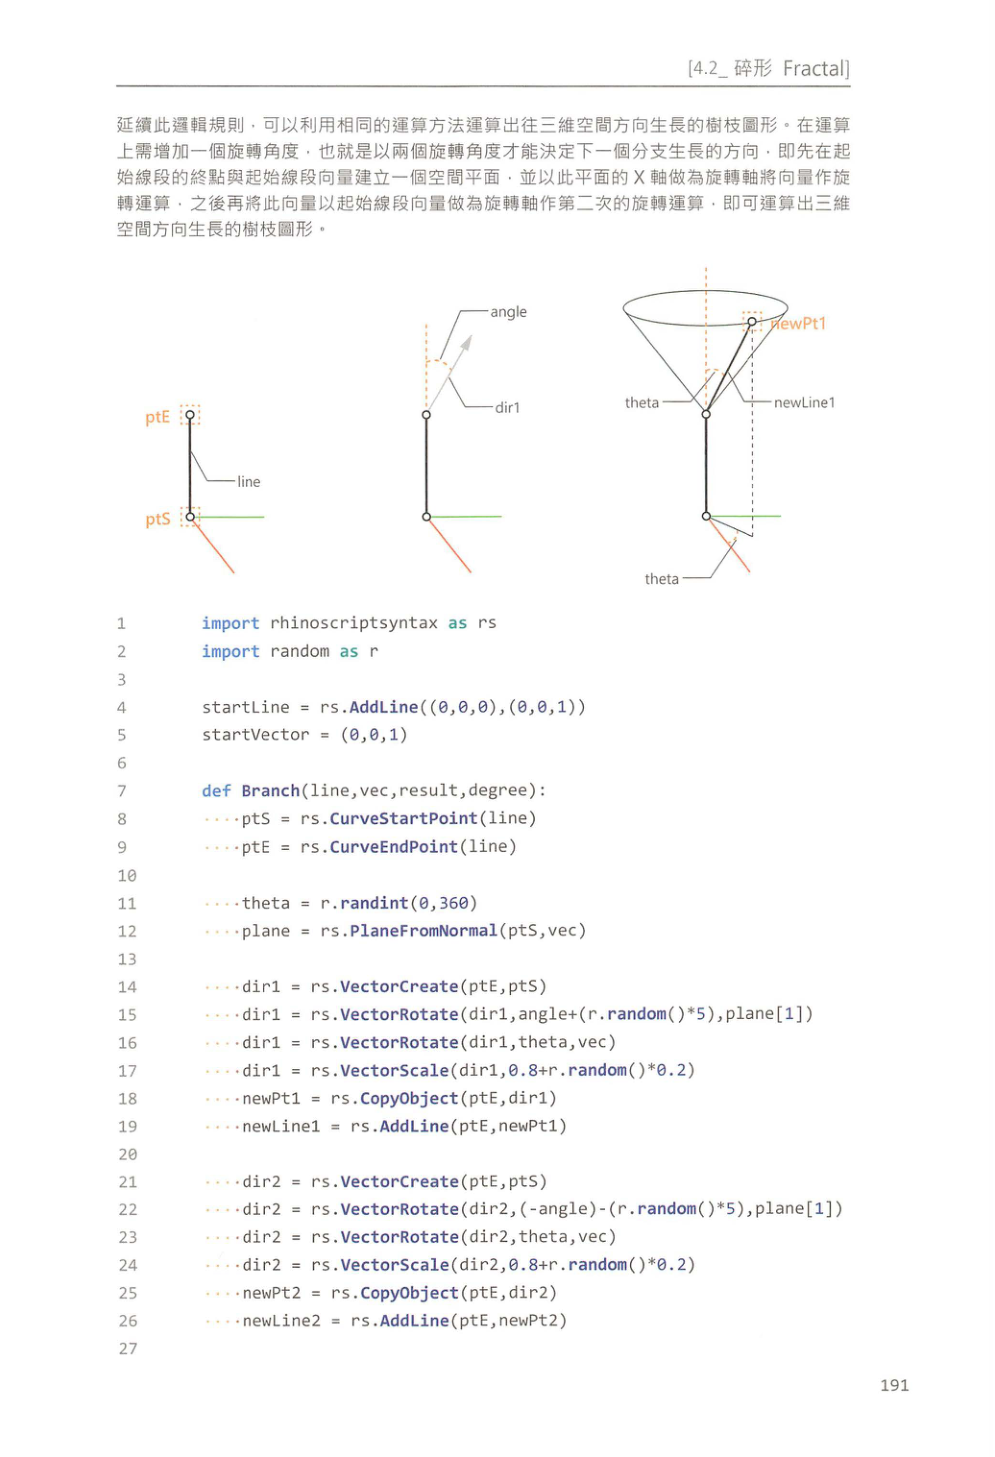 [4.2_ 碎形 Fractal]
延續此邏輯規則，可以利用相同的運算方法運算出往三維空間方向生長的樹枝圖形。在運算
上需增加一個旋轉角度，也就是以兩個旋轉角度才能決定下一個分支生長的方向，即先在起
始線段的終點與起始線段向量建立一個空間平面，並以此平面的 X 軸做為旋轉軸將向量作旋
轉運算，之後再將此向量以起始線段向量做為旋轉軸作第二次的旋轉運算，即可運算出三維
空間方向生長的樹枝圖形。
angle
newPt1
theta
newLine1
dir1
ptE
line
ptS
theta
1 import rhinoscriptsyntax as rs
2 import random as r
3
4 startLine = rs.AddLine((0,0,0),(0,0,1))
5 startVector = (0,0,1)
6
7 def Branch(line,vec,result,degree):
8 ····ptS = rs.CurveStartPoint(line)
9 ····ptE = rs.CurveEndPoint(line)
10
11 ····theta = r.randint(0,360)
12 ····plane = rs.PlaneFromNormal(ptS,vec)
13
14 ····dir1 = rs.VectorCreate(ptE,ptS)
15 ····dir1 = rs.VectorRotate(dir1,angle+(r.random()*5),plane[1])
16 ····dir1 = rs.VectorRotate(dir1,theta,vec)
17 ····dir1 = rs.VectorScale(dir1,0.8+r.random()*0.2)
18 ····newPt1 = rs.CopyObject(ptE,dir1)
19 ····newLine1 = rs.AddLine(ptE,newPt1)
20
21 ····dir2 = rs.VectorCreate(ptE,ptS)
22 ····dir2 = rs.VectorRotate(dir2,(-angle)-(r.random()*5),plane[1])
23 ····dir2 = rs.VectorRotate(dir2,theta,vec)
24 ····dir2 = rs.VectorScale(dir2,0.8+r.random()*0.2)
25 ····newPt2 = rs.CopyObject(ptE,dir2)
26 ····newLine2 = rs.AddLine(ptE,newPt2)
27
191